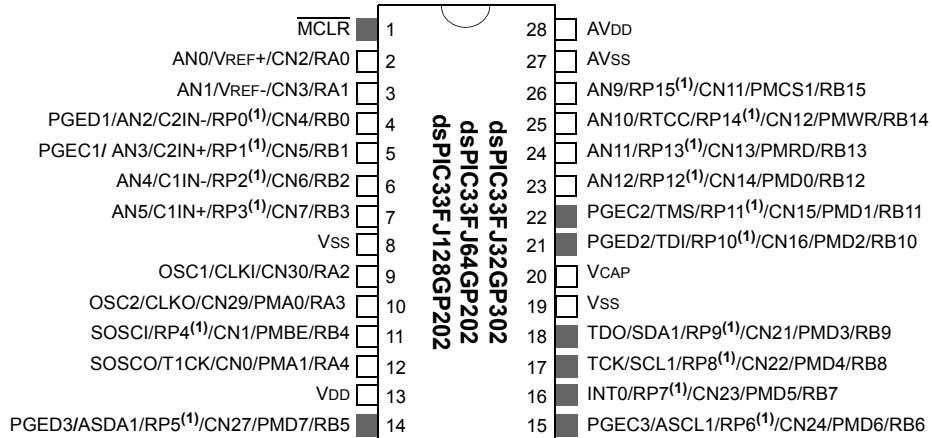 MCLR 1 28 AVDD
AN0/VREF+/CN2/RA0 2 27 AVSS
AN1/VREF-/CN3/RA1 3 26 AN9/RP15(1)/CN11/PMCS1/RB15
PGED1/AN2/C2IN-/RP0(1)/CN4/RB0 4 25 AN10/RTCC/RP14(1)/CN12/PMWR/RB14
PGEC1/ AN3/C2IN+/RP1(1)/CN5/RB1 5 24 AN11/RP13(1)/CN13/PMRD/RB13
AN4/C1IN-/RP2(1)/CN6/RB2 6 23 AN12/RP12(1)/CN14/PMD0/RB12
AN5/C1IN+/RP3(1)/CN7/RB3 7 22 PGEC2/TMS/RP11(1)/CN15/PMD1/RB11
VSS 8 21 PGED2/TDI/RP10(1)/CN16/PMD2/RB10
OSC1/CLKI/CN30/RA2 9 20 VCAP
OSC2/CLKO/CN29/PMA0/RA3 10 19 VSS
SOSCI/RP4(1)/CN1/PMBE/RB4 11 18 TDO/SDA1/RP9(1)/CN21/PMD3/RB9
SOSCO/T1CK/CN0/PMA1/RA4 12 17 TCK/SCL1/RP8(1)/CN22/PMD4/RB8
VDD 13 16 INT0/RP7(1)/CN23/PMD5/RB7
PGED3/ASDA1/RP5(1)/CN27/PMD7/RB5 14 15 PGEC3/ASCL1/RP6(1)/CN24/PMD6/RB6
dsPIC33FJ32GP302
dsPIC33FJ64GP202
dsPIC33FJ128GP202